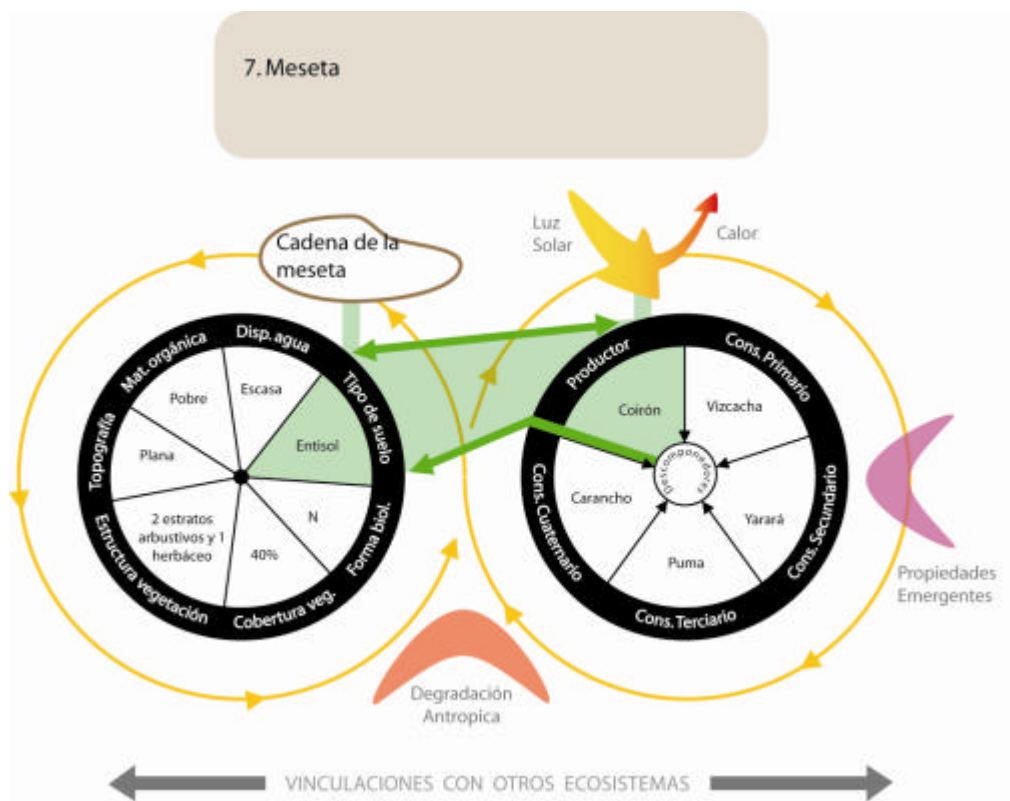 7. Meseta
Luz
Solar
Calor
Cadena de la
meseta
Mat. orgánica
Disp. agua
Tipo de suelo
Topografía
Pobre
Escasa
Plana
Entisol
2 estratos
arbustivos y 1
herbáceo
40%
N
Estructura vegetación
Cobertura veg.
Forma biol.
Productor
Cons. Primario
Coirón
Vizcacha
Descomponedores
Carancho
Yarará
Puma
Cons. Cuaternario
Cons. Terciario
Cons. Secundario
Propiedades
Emergentes
Degradación
Antropica
VINCULACIONES CON OTROS ECOSISTEMAS